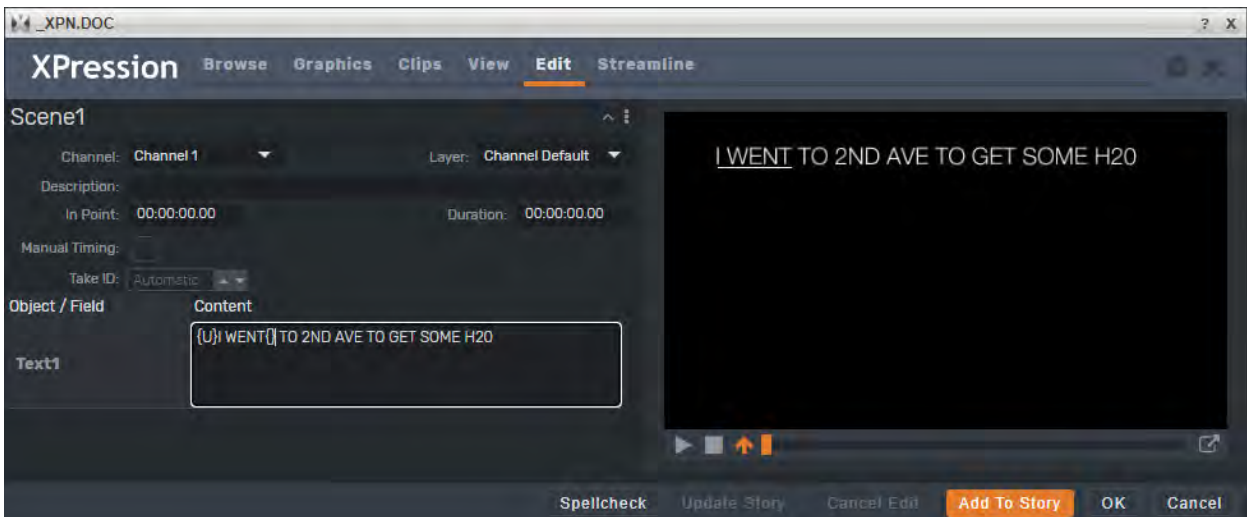 _XPN.DOC ? X
XPression Browse Graphics Clips View Edit Streamline
Scene1
Channel: Channel 1 Layer: Channel Default
Description:
In Point: 00:00:00.00 Duration: 00:00:00.00
Manual Timing:
Take ID: Automatic
Object / Field Content
Text1 {U}I WENT{} TO 2ND AVE TO GET SOME H20
I WENT TO 2ND AVE TO GET SOME H20
Spellcheck Update Story Cancel Edit Add To Story OK Cancel